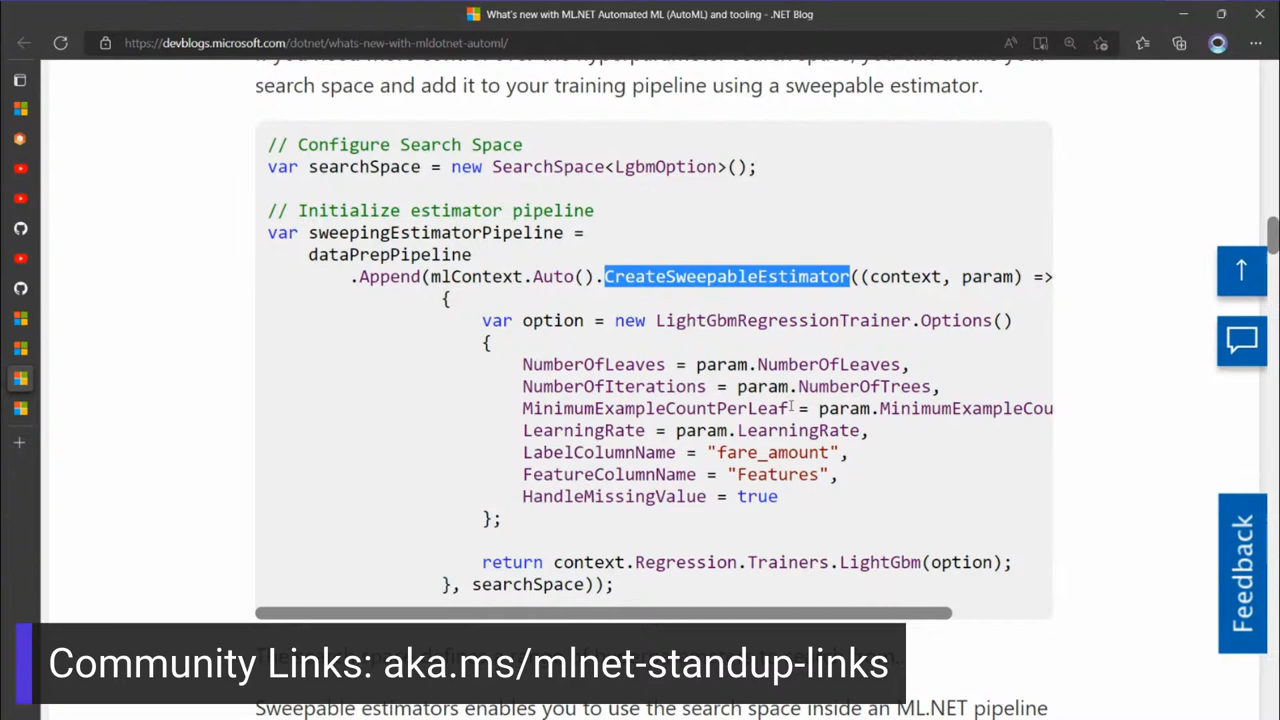 What's new with ML.NET Automated ML (AutoML) and tooling - .NET Blog
https://devblogs.microsoft.com/dotnet/whats-new-with-mldotnet-automl/
search space and add it to your training pipeline using a sweepable estimator.
// Configure Search Space
var searchSpace = new SearchSpace<LgbmOption>();
// Initialize estimator pipeline
var sweepingEstimatorPipeline =
dataPrepPipeline
.Append(mlContext.Auto().CreateSweepableEstimator((context, param) =>
{
var option = new LightGbmRegressionTrainer.Options()
{
NumberOfLeaves = param.NumberOfLeaves,
NumberOfIterations = param.NumberOfTrees,
MinimumExampleCountPerLeaf = param.MinimumExampleCou
LearningRate = param.LearningRate,
LabelColumnName = "fare_amount",
FeatureColumnName = "Features",
HandleMissingValue = true
};
return context.Regression.Trainers.LightGbm(option);
}, searchSpace));
Feedback
Community Links: aka.ms/mlnet-standup-links
Sweepable estimators enables you to use the search space inside an ML.NET pipeline